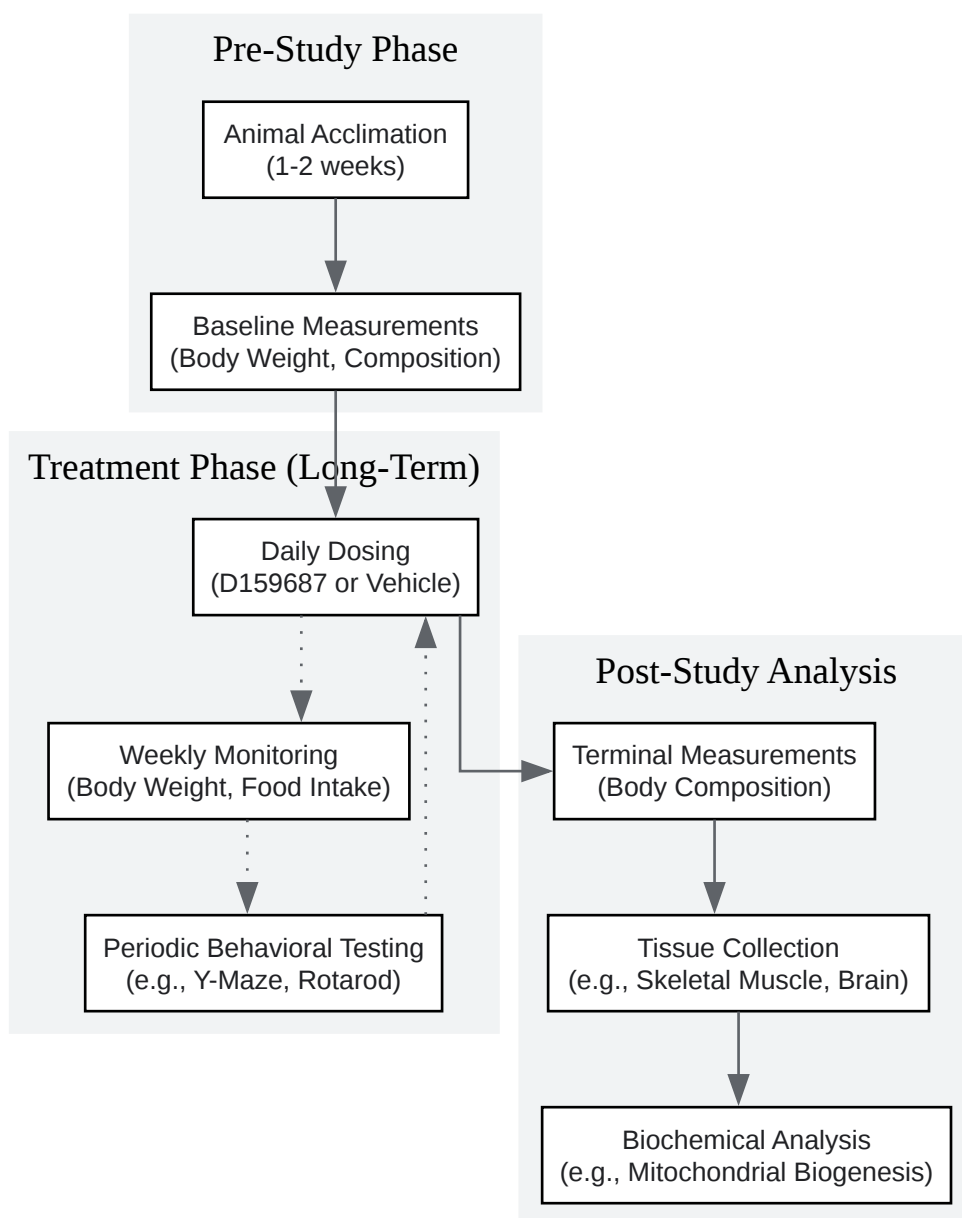 Pre-Study Phase
Animal Acclimation
(1-2 weeks)
Baseline Measurements
(Body Weight, Composition)
Treatment Phase (Long-Term)
Daily Dosing
(D159687 or Vehicle)
Weekly Monitoring
(Body Weight, Food Intake)
Periodic Behavioral Testing
(e.g., Y-Maze, Rotarod)
Post-Study Analysis
Terminal Measurements
(Body Composition)
Tissue Collection
(e.g., Skeletal Muscle, Brain)
Biochemical Analysis
(e.g., Mitochondrial Biogenesis)